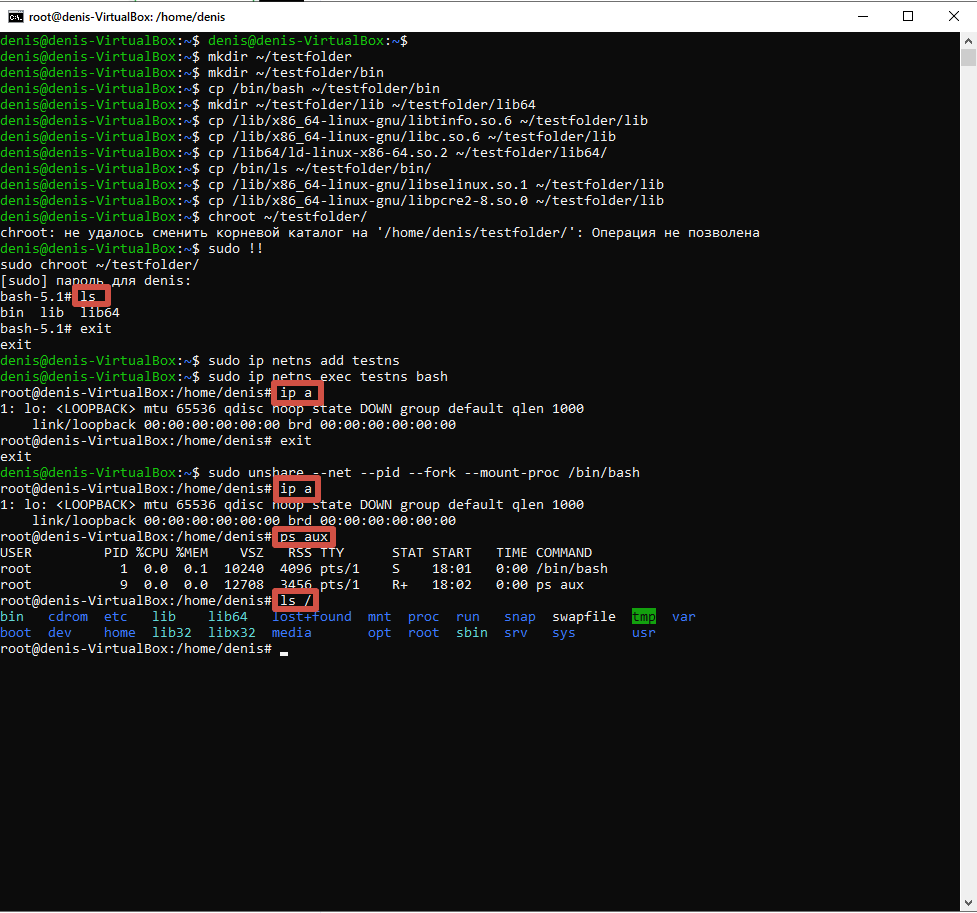 root@denis-VirtualBox: /home/denis
denis@denis-VirtualBox:~$ denis@denis-VirtualBox:~$
denis@denis-VirtualBox:~$ mkdir ~/testfolder
denis@denis-VirtualBox:~$ mkdir ~/testfolder/bin
denis@denis-VirtualBox:~$ cp /bin/bash ~/testfolder/bin
denis@denis-VirtualBox:~$ mkdir ~/testfolder/lib ~/testfolder/lib64
denis@denis-VirtualBox:~$ cp /lib/x86_64-linux-gnu/libtinfo.so.6 ~/testfolder/lib
denis@denis-VirtualBox:~$ cp /lib/x86_64-linux-gnu/libc.so.6 ~/testfolder/lib
denis@denis-VirtualBox:~$ cp /lib64/ld-linux-x86-64.so.2 ~/testfolder/lib64/
denis@denis-VirtualBox:~$ cp /bin/ls ~/testfolder/bin/
denis@denis-VirtualBox:~$ cp /lib/x86_64-linux-gnu/libselinux.so.1 ~/testfolder/lib
denis@denis-VirtualBox:~$ cp /lib/x86_64-linux-gnu/libpcre2-8.so.0 ~/testfolder/lib
denis@denis-VirtualBox:~$ chroot ~/testfolder/
chroot: не удалось сменить корневой каталог на '/home/denis/testfolder/': Операция не позволена
denis@denis-VirtualBox:~$ sudo !!
sudo chroot ~/testfolder/
[sudo] пароль для denis:
bash-5.1# ls
bin  lib  lib64
bash-5.1# exit
exit
denis@denis-VirtualBox:~$ sudo ip netns add testns
denis@denis-VirtualBox:~$ sudo ip netns exec testns bash
root@denis-VirtualBox:/home/denis# ip a
1: lo: <LOOPBACK> mtu 65536 qdisc noop state DOWN group default qlen 1000
    link/loopback 00:00:00:00:00:00 brd 00:00:00:00:00:00
root@denis-VirtualBox:/home/denis# exit
exit
denis@denis-VirtualBox:~$ sudo unshare --net --pid --fork --mount-proc /bin/bash
root@denis-VirtualBox:/home/denis# ip a
1: lo: <LOOPBACK> mtu 65536 qdisc noop state DOWN group default qlen 1000
    link/loopback 00:00:00:00:00:00 brd 00:00:00:00:00:00
root@denis-VirtualBox:/home/denis# ps aux
USER         PID %CPU %MEM    VSZ   RSS TTY      STAT START   TIME COMMAND
root           1  0.0  0.1  10240  4096 pts/1    S    18:01   0:00 /bin/bash
root           9  0.0  0.0  12708  3456 pts/1    R+   18:02   0:00 ps aux
root@denis-VirtualBox:/home/denis# ls /
bin   cdrom  etc   lib    lib64   lost+found  mnt  proc  run   snap  swapfile  tmp  var
boot  dev    home  lib32  libx32  media       opt  root  sbin  srv   sys       usr
root@denis-VirtualBox:/home/denis#